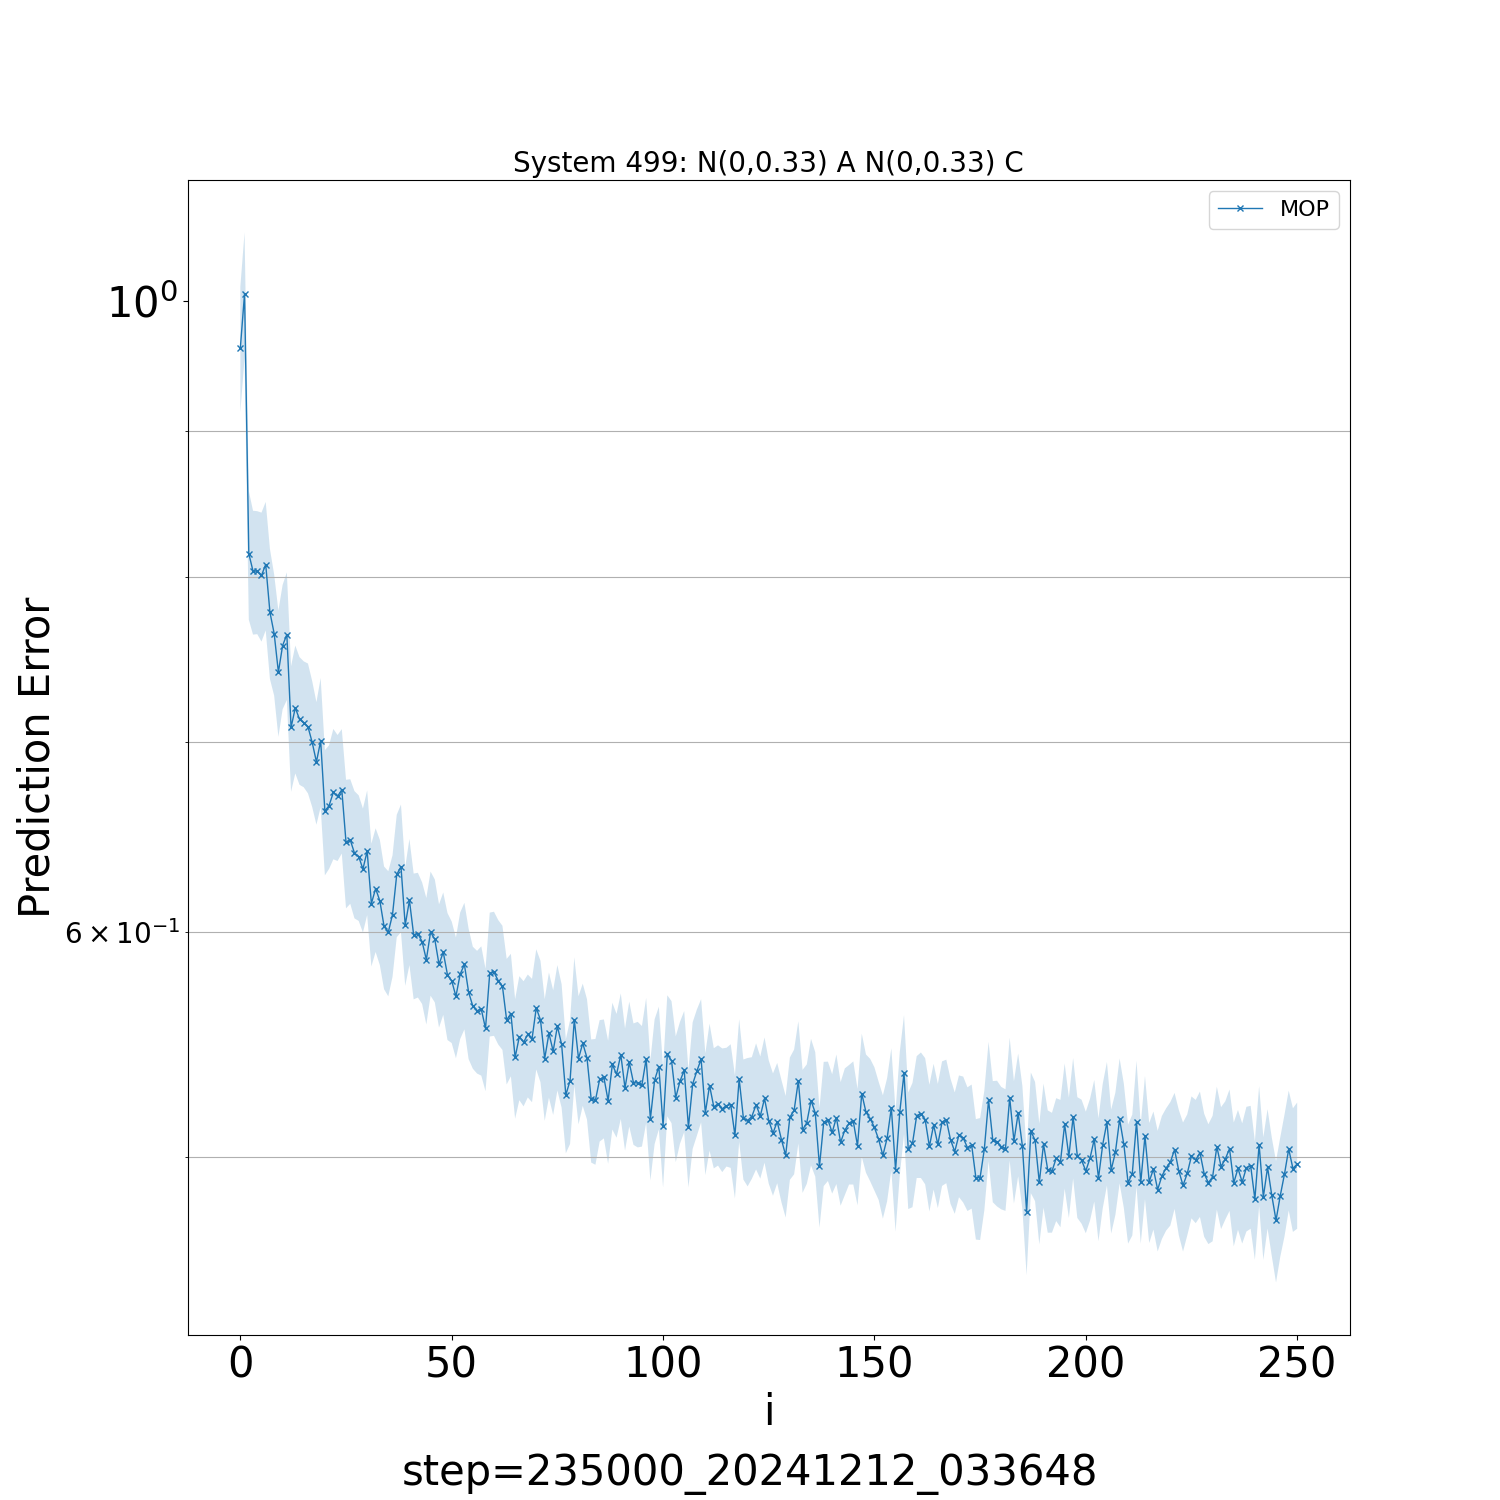 System 499: N(0,0.33) A N(0,0.33) C
MOP
10⁰
6 × 10⁻¹
Prediction Error
0 50 100 150 200 250
i
step=235000_20241212_033648